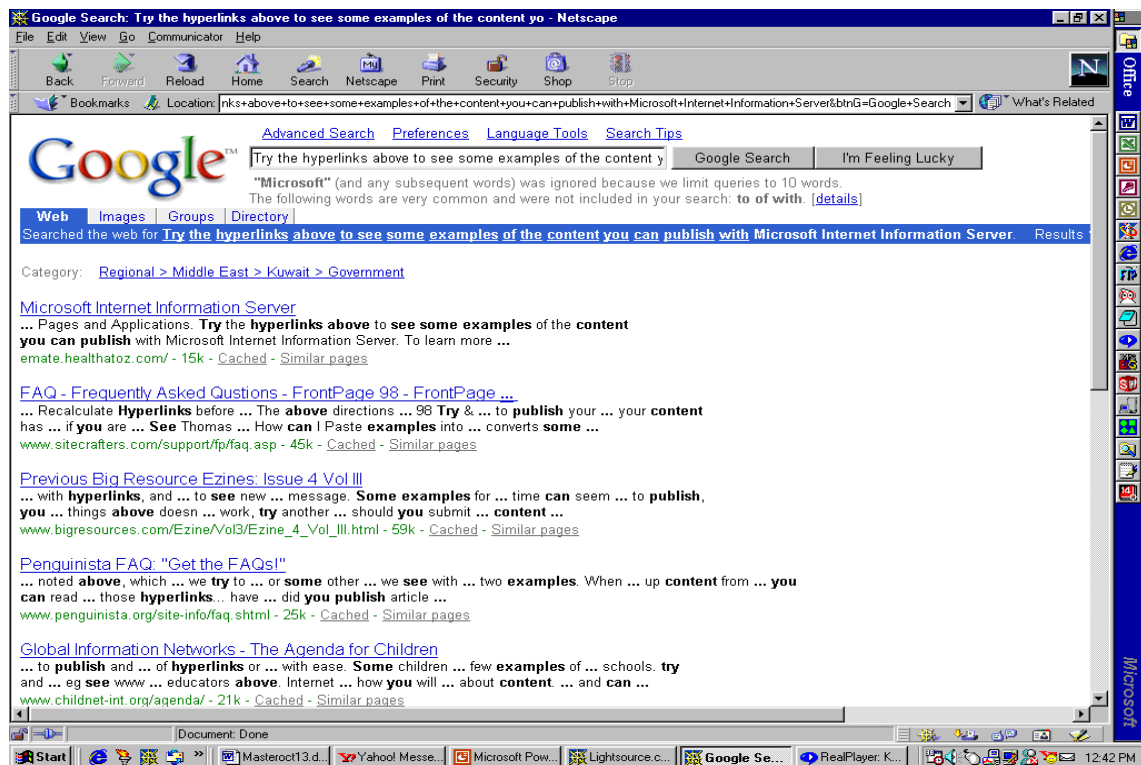 Google Search: Try the hyperlinks above to see some examples of the content yo - Netscape
File Edit View Go Communicator Help
Back Forward Reload Home Search Netscape Print Security Shop Stop
Bookmarks Location: nks+above+to+see+some+examples+of+the+content+you+can+publish+with+Microsoft+Internet+Information+Server&btnG=Google+Search What's Related
Advanced Search Preferences Language Tools Search Tips
Google™ Try the hyperlinks above to see some examples of the content y Google Search I'm Feeling Lucky
"Microsoft" (and any subsequent words) was ignored because we limit queries to 10 words.
The following words are very common and were not included in your search: to of with. [details]
Web Images Groups Directory
Searched the web for Try the hyperlinks above to see some examples of the content you can publish with Microsoft Internet Information Server. Results
Category: Regional > Middle East > Kuwait > Government
Microsoft Internet Information Server
... Pages and Applications. Try the hyperlinks above to see some examples of the content
you can publish with Microsoft Internet Information Server. To learn more ...
emate.healthatoz.com/ - 15k - Cached - Similar pages
FAQ - Frequently Asked Qustions - FrontPage 98 - FrontPage ...
... Recalculate Hyperlinks before ... The above directions ... 98 Try & ... to publish your ... your content
has ... if you are ... See Thomas ... How can I Paste examples into ... converts some ...
www.sitecrafters.com/support/fp/faq.asp - 45k - Cached - Similar pages
Previous Big Resource Ezines: Issue 4 Vol III
... with hyperlinks, and ... to see new ... message. Some examples for ... time can seem ... to publish,
you ... things above doesn ... work, try another ... should you submit ... content ...
www.bigresources.com/Ezine/Vol3/Ezine_4_Vol_III.html - 59k - Cached - Similar pages
Penguinista FAQ: "Get the FAQs!"
... noted above, which ... we try to ... or some other ... we see with ... two examples. When ... up content from ... you
can read ... those hyperlinks... have ... did you publish article ...
www.penguinista.org/site-info/faq.shtml - 25k - Cached - Similar pages
Global Information Networks - The Agenda for Children
... to publish and ... of hyperlinks or ... with ease. Some children ... few examples of ... schools. try
and ... eg see www ... educators above. Internet ... how you will ... about content. ... and can ...
www.childnet-int.org/agenda/ - 21k - Cached - Similar pages
Document: Done
Start Masteroct13.d... Yahoo! Messe... Microsoft Pow... Lightsource.c... Google Se... RealPlayer: K... 12:42 PM
Office
Microsoft